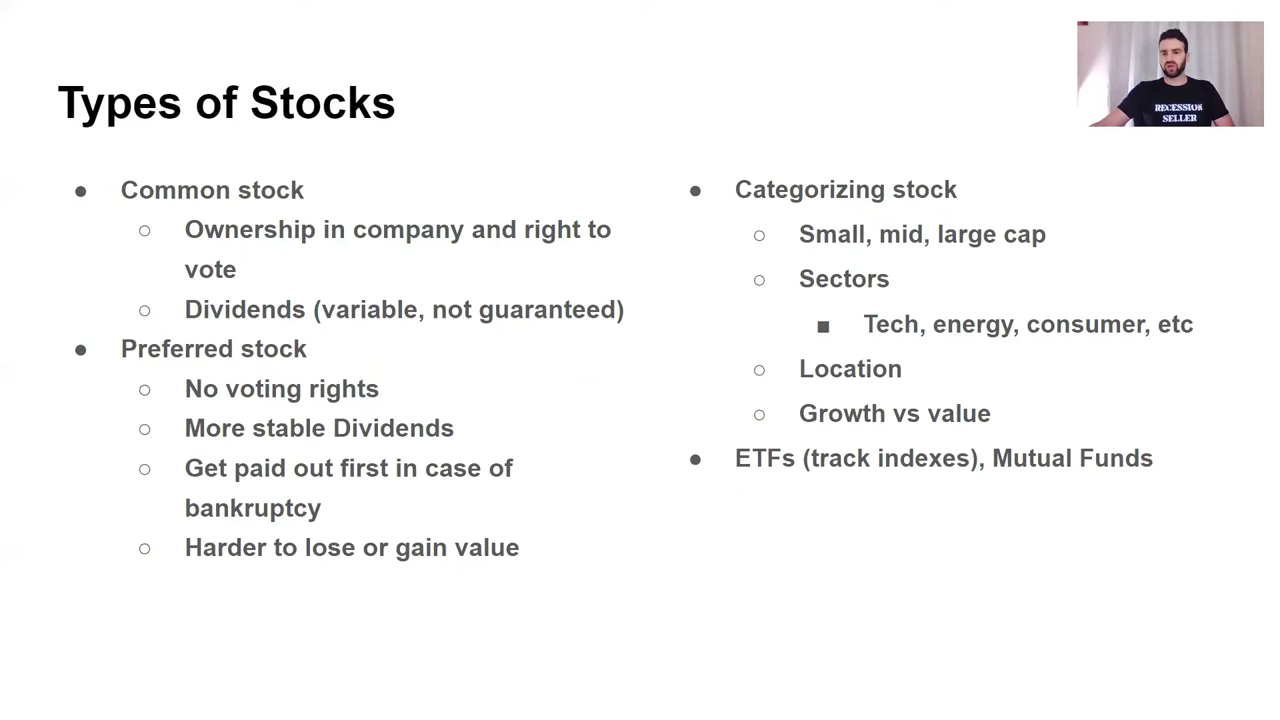 Types of Stocks
● Common stock
○ Ownership in company and right to
vote
○ Dividends (variable, not guaranteed)
● Preferred stock
○ No voting rights
○ More stable Dividends
○ Get paid out first in case of
bankruptcy
○ Harder to lose or gain value
● Categorizing stock
○ Small, mid, large cap
○ Sectors
■ Tech, energy, consumer, etc
○ Location
○ Growth vs value
● ETFs (track indexes), Mutual Funds
RECESSION
SELLER